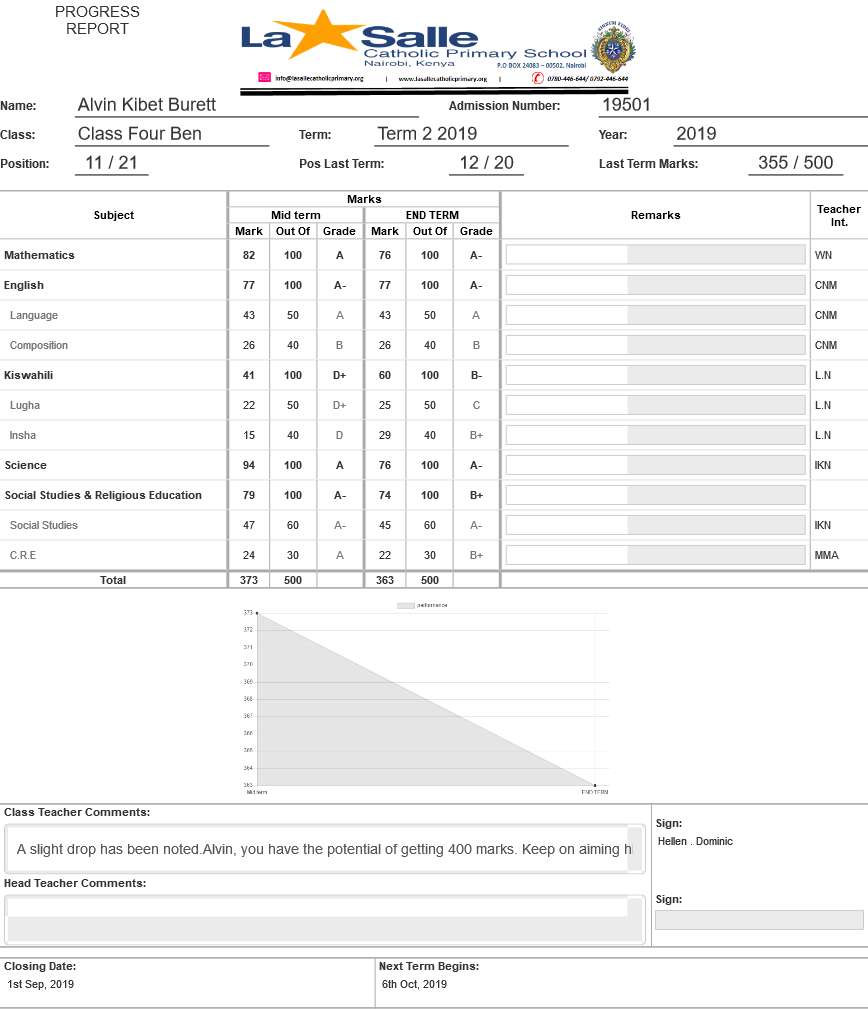 PROGRESS
REPORT
La Salle
Catholic Primary School
Nairobi, Kenya
P.O BOX 24083 – 00502, Nairobi
info@lasallecatholicprimary.org | www.lasallecatholicprimary.org | 0780-446-644/ 0792-446-644
Name: Alvin Kibet Burett Admission Number: 19501
Class: Class Four Ben Term: Term 2 2019 Year: 2019
Position: 11 / 21 Pos Last Term: 12 / 20 Last Term Marks: 355 / 500
Subject Marks Remarks Teacher Int.
Mid term END TERM
Mark Out Of Grade Mark Out Of Grade
Mathematics 82 100 A 76 100 A- WN
English 77 100 A- 77 100 A- CNM
Language 43 50 A 43 50 A CNM
Composition 26 40 B 26 40 B CNM
Kiswahili 41 100 D+ 60 100 B- L.N
Lugha 22 50 D+ 25 50 C L.N
Insha 15 40 D 29 40 B+ L.N
Science 94 100 A 76 100 A- IKN
Social Studies & Religious Education 79 100 A- 74 100 B+
Social Studies 47 60 A- 45 60 A- IKN
C.R.E 24 30 A 22 30 B+ MMA
Total 373 500 363 500
performance
373
372
371
370
369
368
367
366
365
364
363
Mid term END TERM
Class Teacher Comments:
A slight drop has been noted.Alvin, you have the potential of getting 400 marks. Keep on aiming
Sign:
Hellen . Dominic
Head Teacher Comments:
Sign:
Closing Date: Next Term Begins:
1st Sep, 2019 6th Oct, 2019